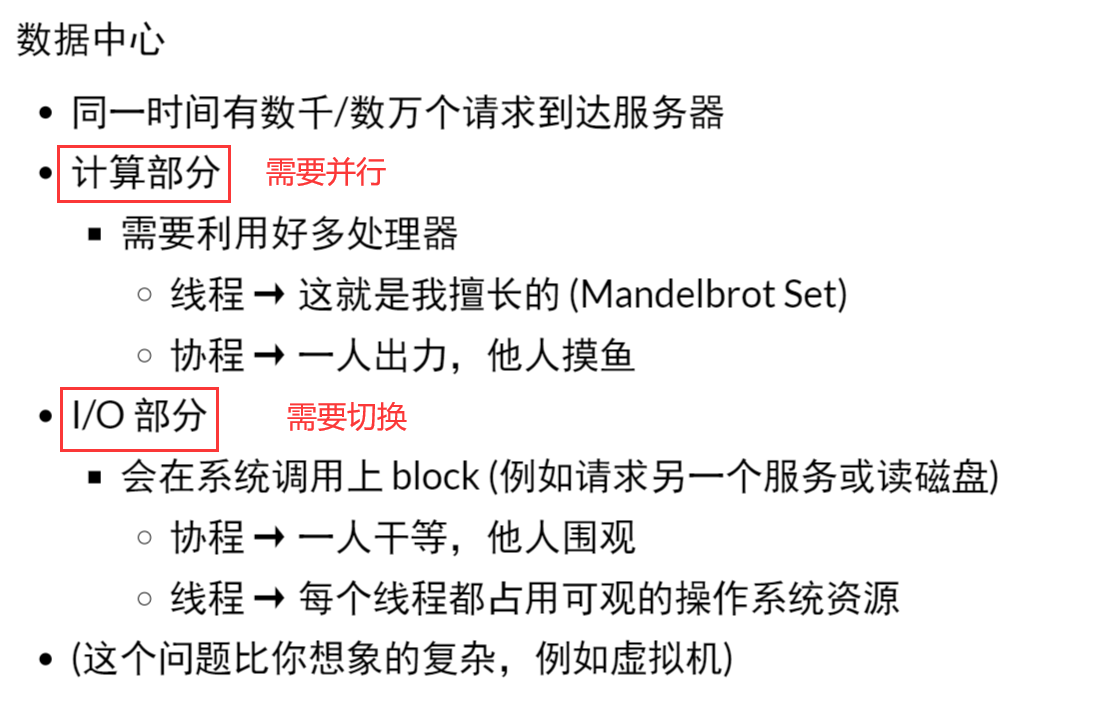 数据中心
同一时间有数千/数万个请求到达服务器
计算部分 需要并行
需要利用好多处理器
线程 → 这就是我擅长的 (Mandelbrot Set)
协程 → 一人出力，他人摸鱼
I/O 部分 需要切换
会在系统调用上 block (例如请求另一个服务或读磁盘)
协程 → 一人干等，他人围观
线程 → 每个线程都占用可观的操作系统资源
(这个问题比你想象的复杂，例如虚拟机)